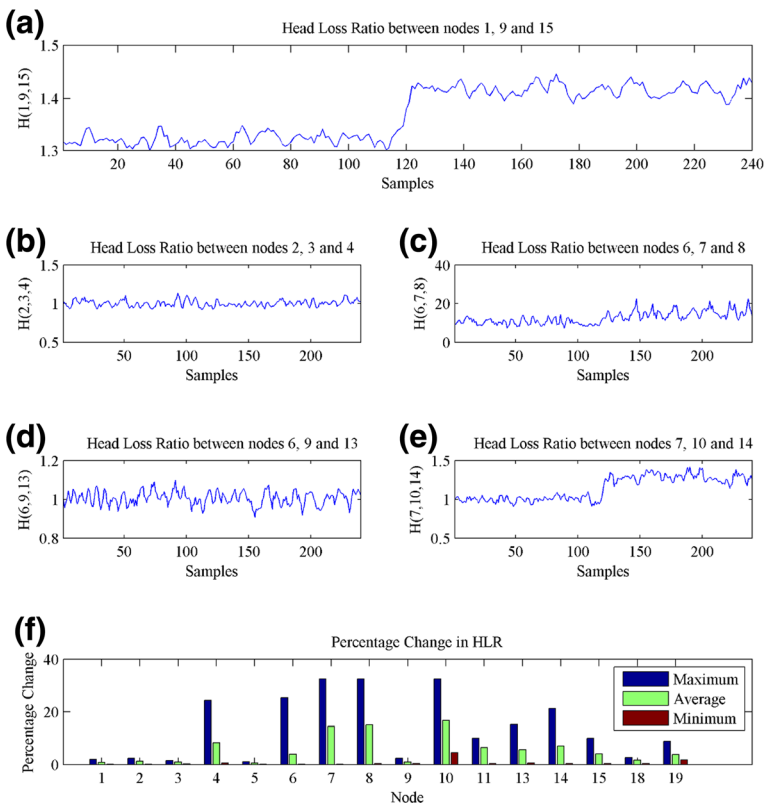 (a)
Head Loss Ratio between nodes 1, 9 and 15
H(1,9,15)
1.5
1.4
1.3
20 40 60 80 100 120 140 160 180 200 220 240
Samples
(b)
Head Loss Ratio between nodes 2, 3 and 4
H(2,3,4)
1.5
1
0.5
50 100 150 200
Samples
(c)
Head Loss Ratio between nodes 6, 7 and 8
H(6,7,8)
40
20
0
50 100 150 200
Samples
(d)
Head Loss Ratio between nodes 6, 9 and 13
H(6,9,13)
1.2
1
0.8
50 100 150 200
Samples
(e)
Head Loss Ratio between nodes 7, 10 and 14
H(7,10,14)
1.5
1
0.5
50 100 150 200
Samples
(f)
Percentage Change in HLR
Percentage Change
40
20
0
Maximum
Average
Minimum
1 2 3 4 5 6 7 8 9 10 11 13 14 15 18 19
Node